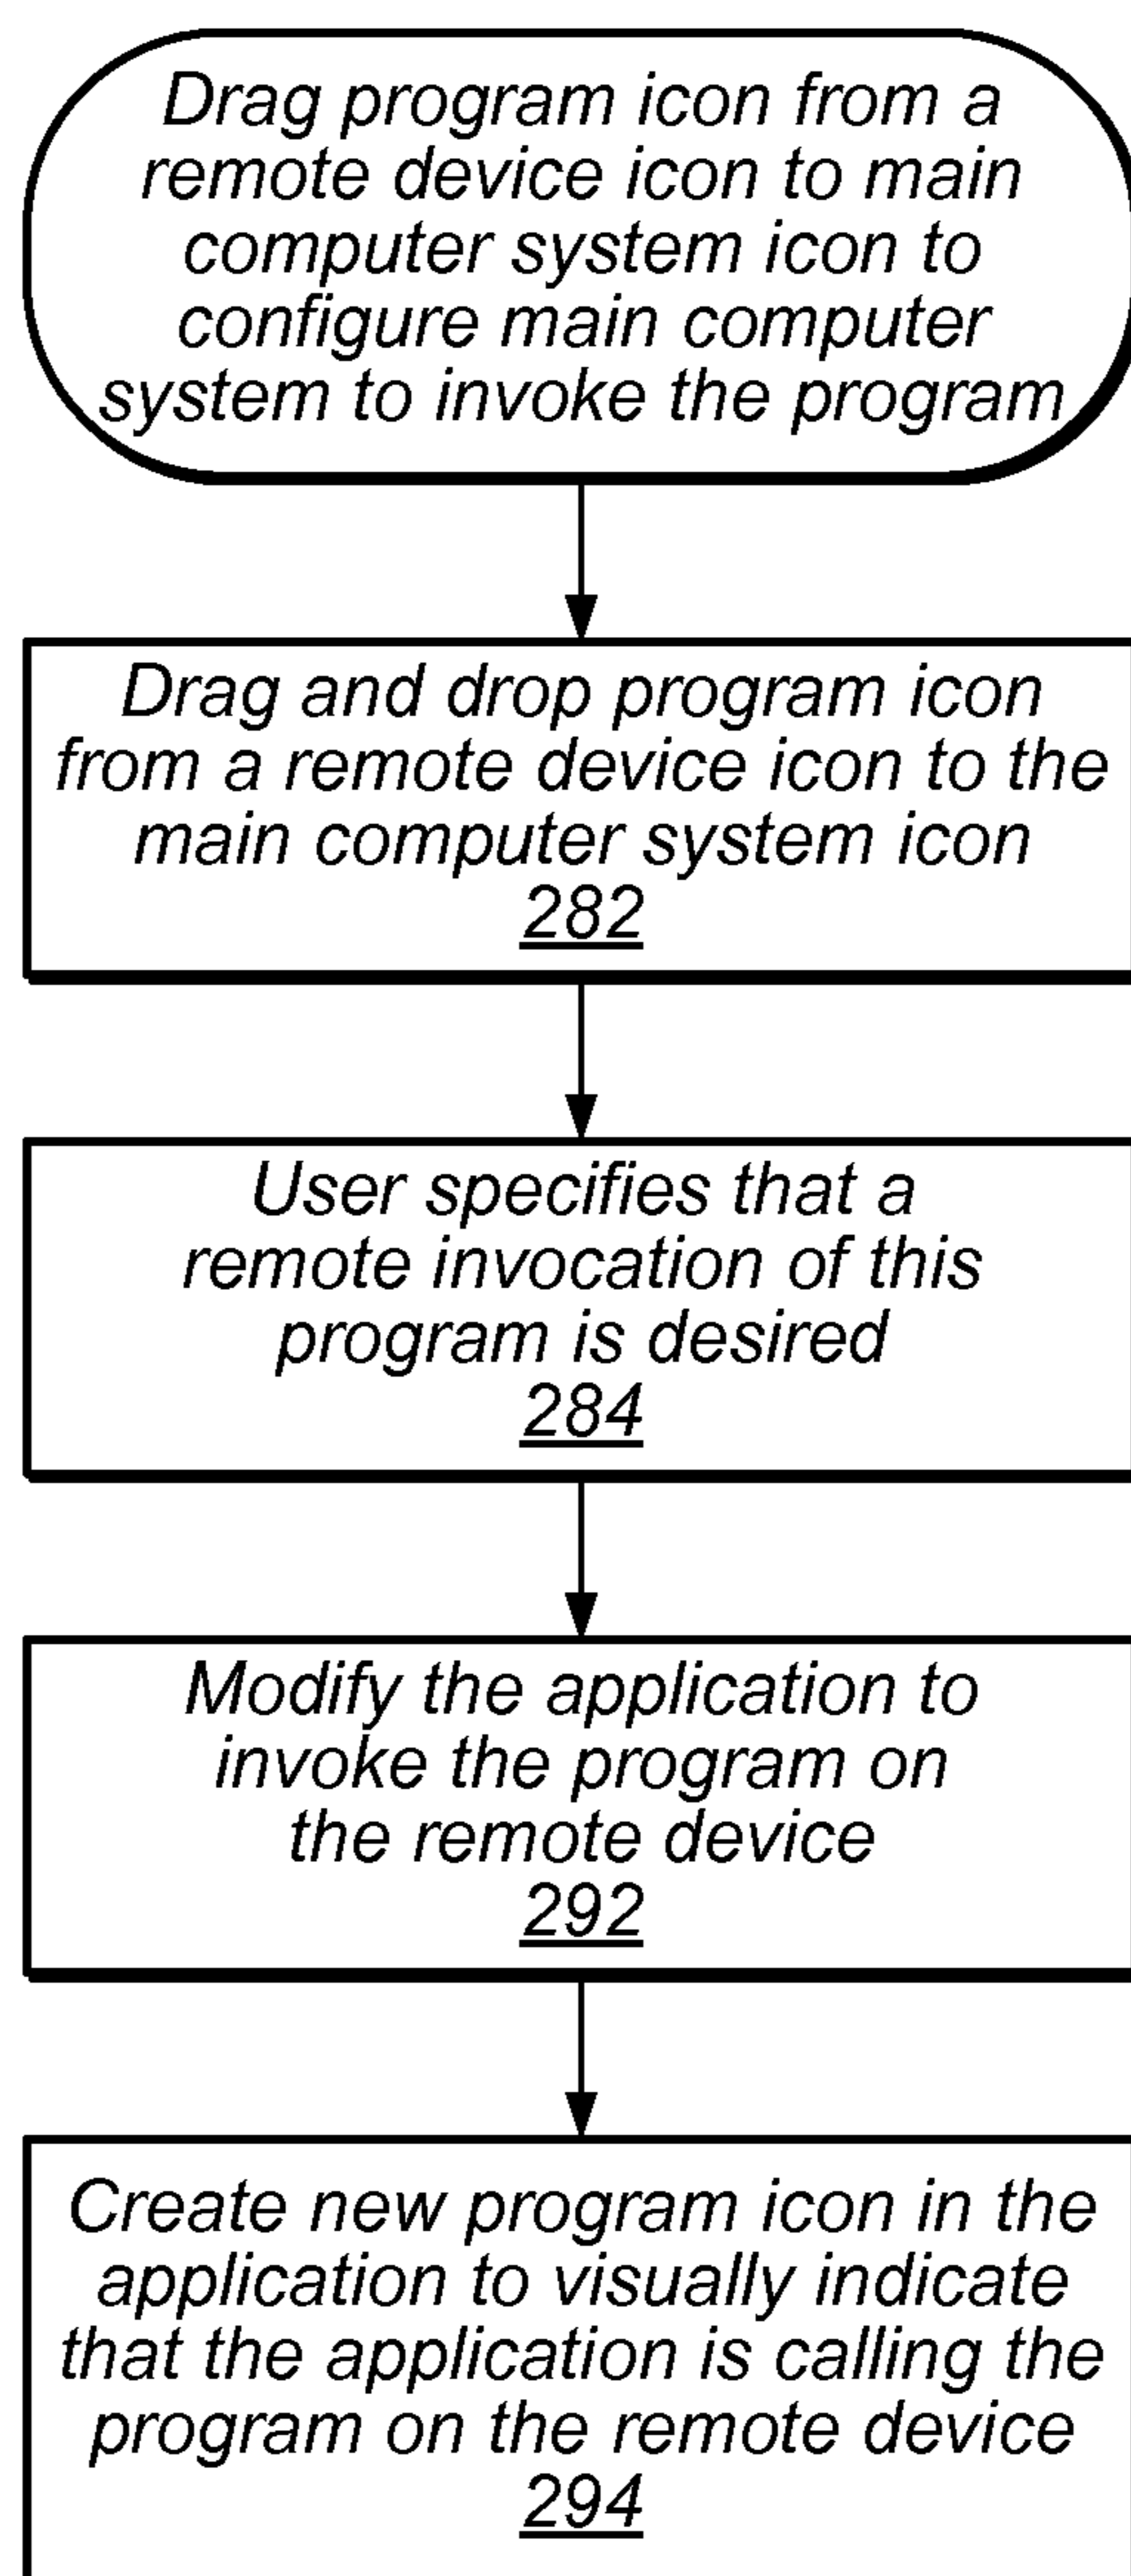 Drag program icon from a
remote device icon to main
computer system icon to
configure main computer
system to invoke the program
Drag and drop program icon
from a remote device icon to the
main computer system icon
282
User specifies that a
remote invocation of this
program is desired
284
Modify the application to
invoke the program on
the remote device
292
Create new program icon in the
application to visually indicate
that the application is calling the
program on the remote device
294